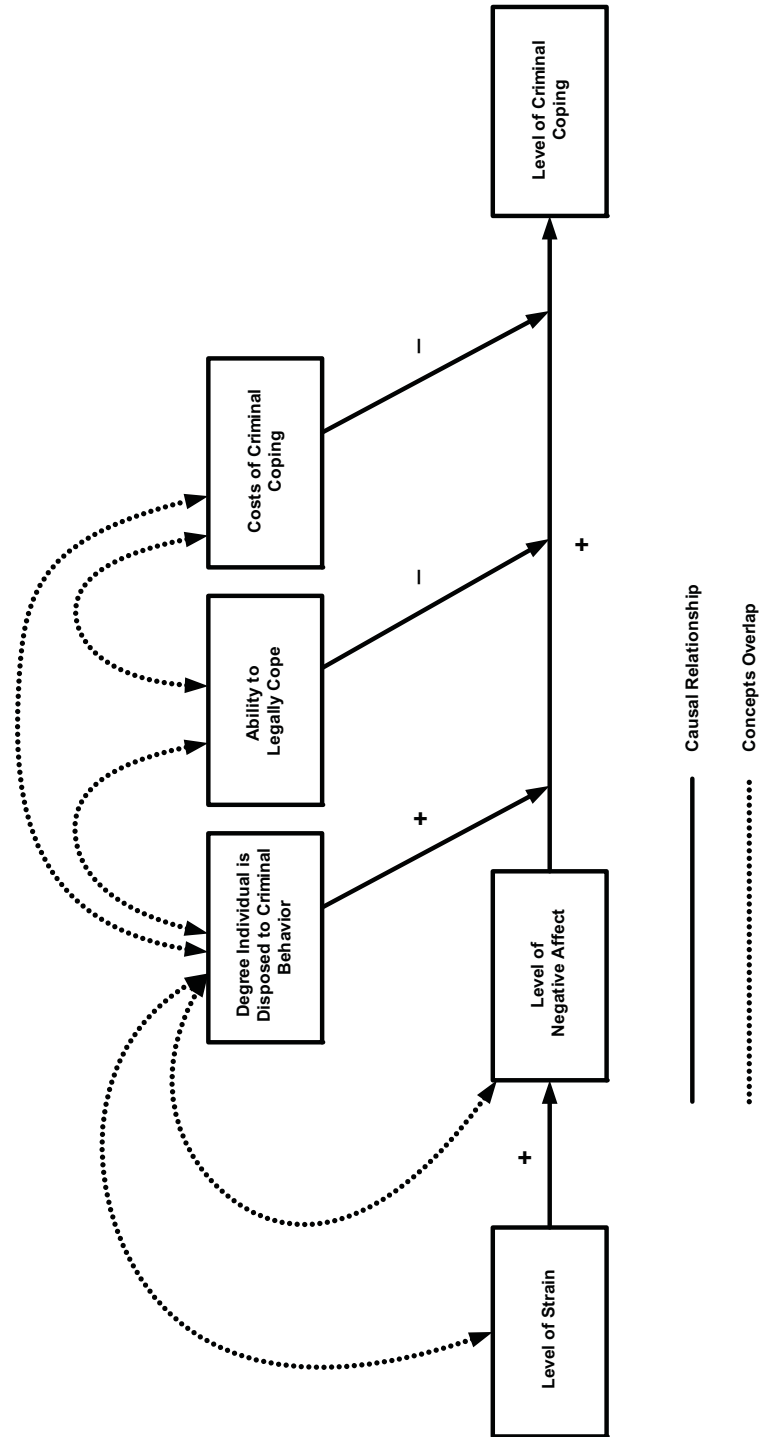 Level of Strain
+
Level of
Negative Affect
+
Level of Criminal
Coping
Degree Individual is
Disposed to Criminal
Behavior
+
Ability to
Legally Cope
–
Costs of Criminal
Coping
–
Causal Relationship
Concepts Overlap